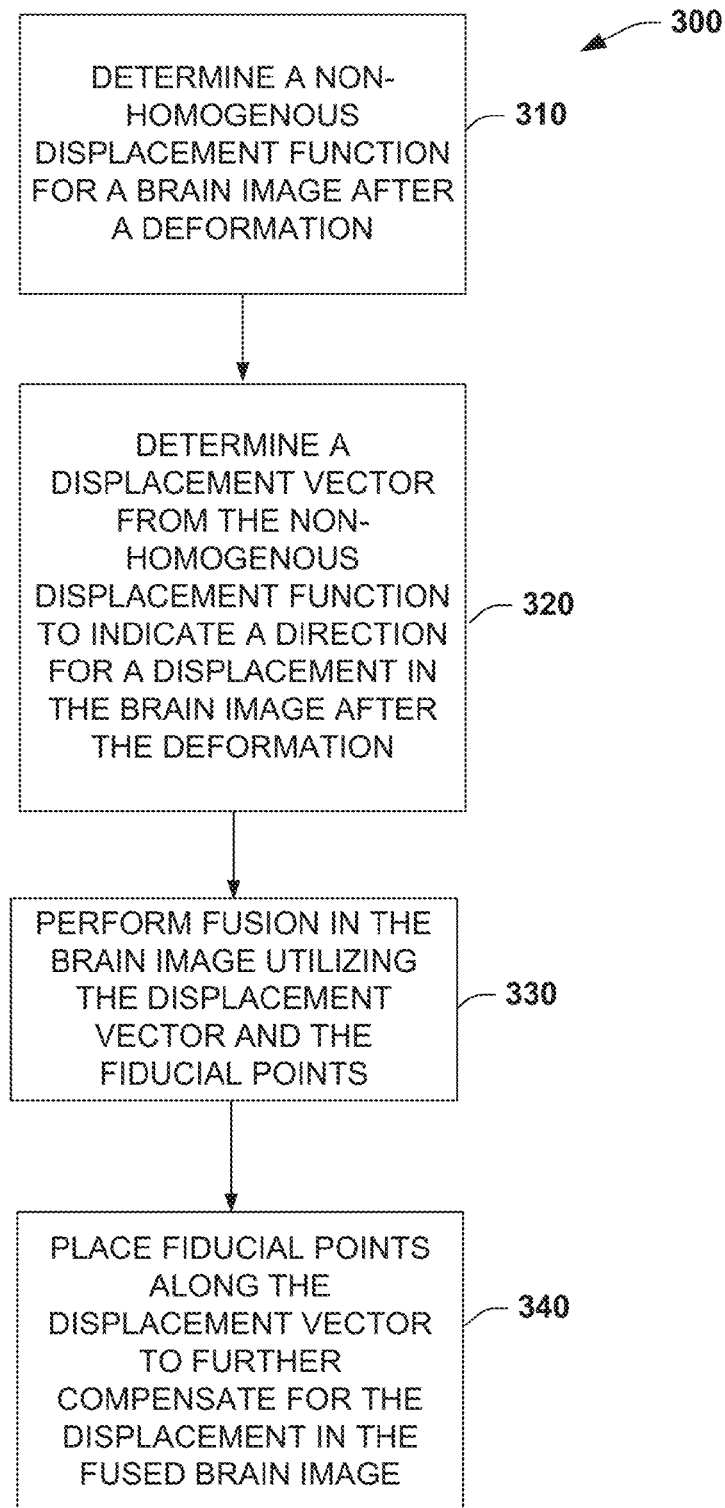 300
DETERMINE A NON-
HOMOGENOUS
DISPLACEMENT FUNCTION
FOR A BRAIN IMAGE AFTER
A DEFORMATION
310
DETERMINE A
DISPLACEMENT VECTOR
FROM THE NON-
HOMOGENOUS
DISPLACEMENT FUNCTION
TO INDICATE A DIRECTION
FOR A DISPLACEMENT IN
THE BRAIN IMAGE AFTER
THE DEFORMATION
320
PERFORM FUSION IN THE
BRAIN IMAGE UTILIZING
THE DISPLACEMENT
VECTOR AND THE
FIDUCIAL POINTS
330
PLACE FIDUCIAL POINTS
ALONG THE
DISPLACEMENT VECTOR
TO FURTHER
COMPENSATE FOR THE
DISPLACEMENT IN THE
FUSED BRAIN IMAGE
340